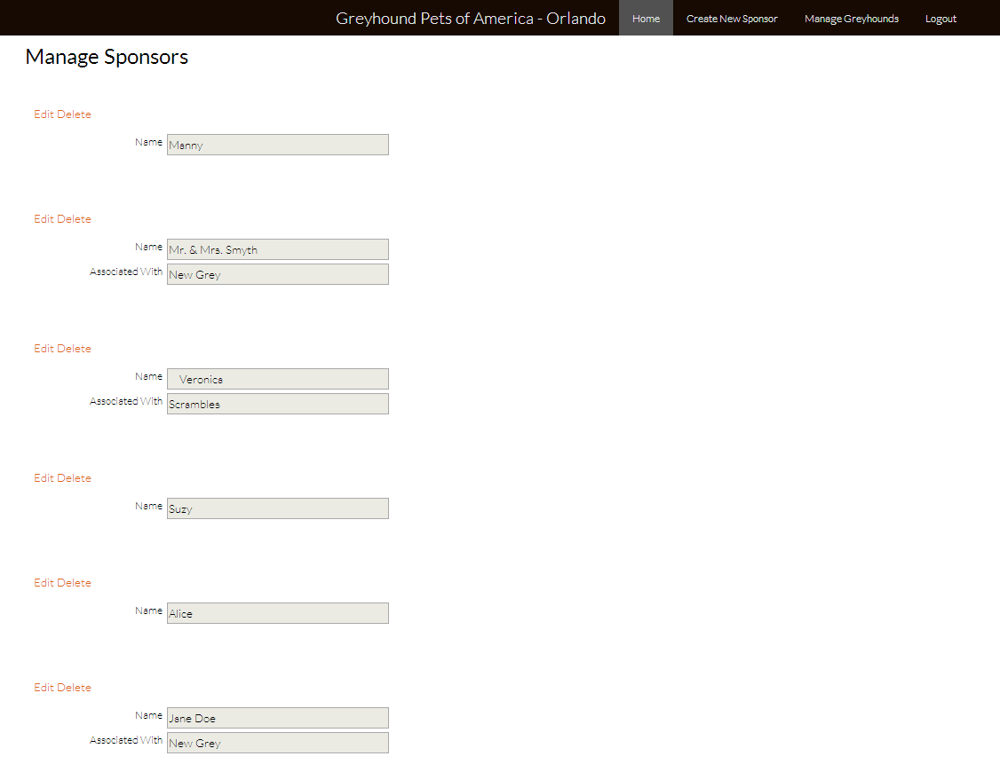 Greyhound Pets of America - Orlando Home Create New Sponsor Manage Greyhounds Logout
Manage Sponsors
Edit Delete
Name Manny
Edit Delete
Name Mr. & Mrs. Smyth
Associated With New Grey
Edit Delete
Name Veronica
Associated With Scrambles
Edit Delete
Name Suzy
Edit Delete
Name Alice
Edit Delete
Name Jane Doe
Associated With New Grey